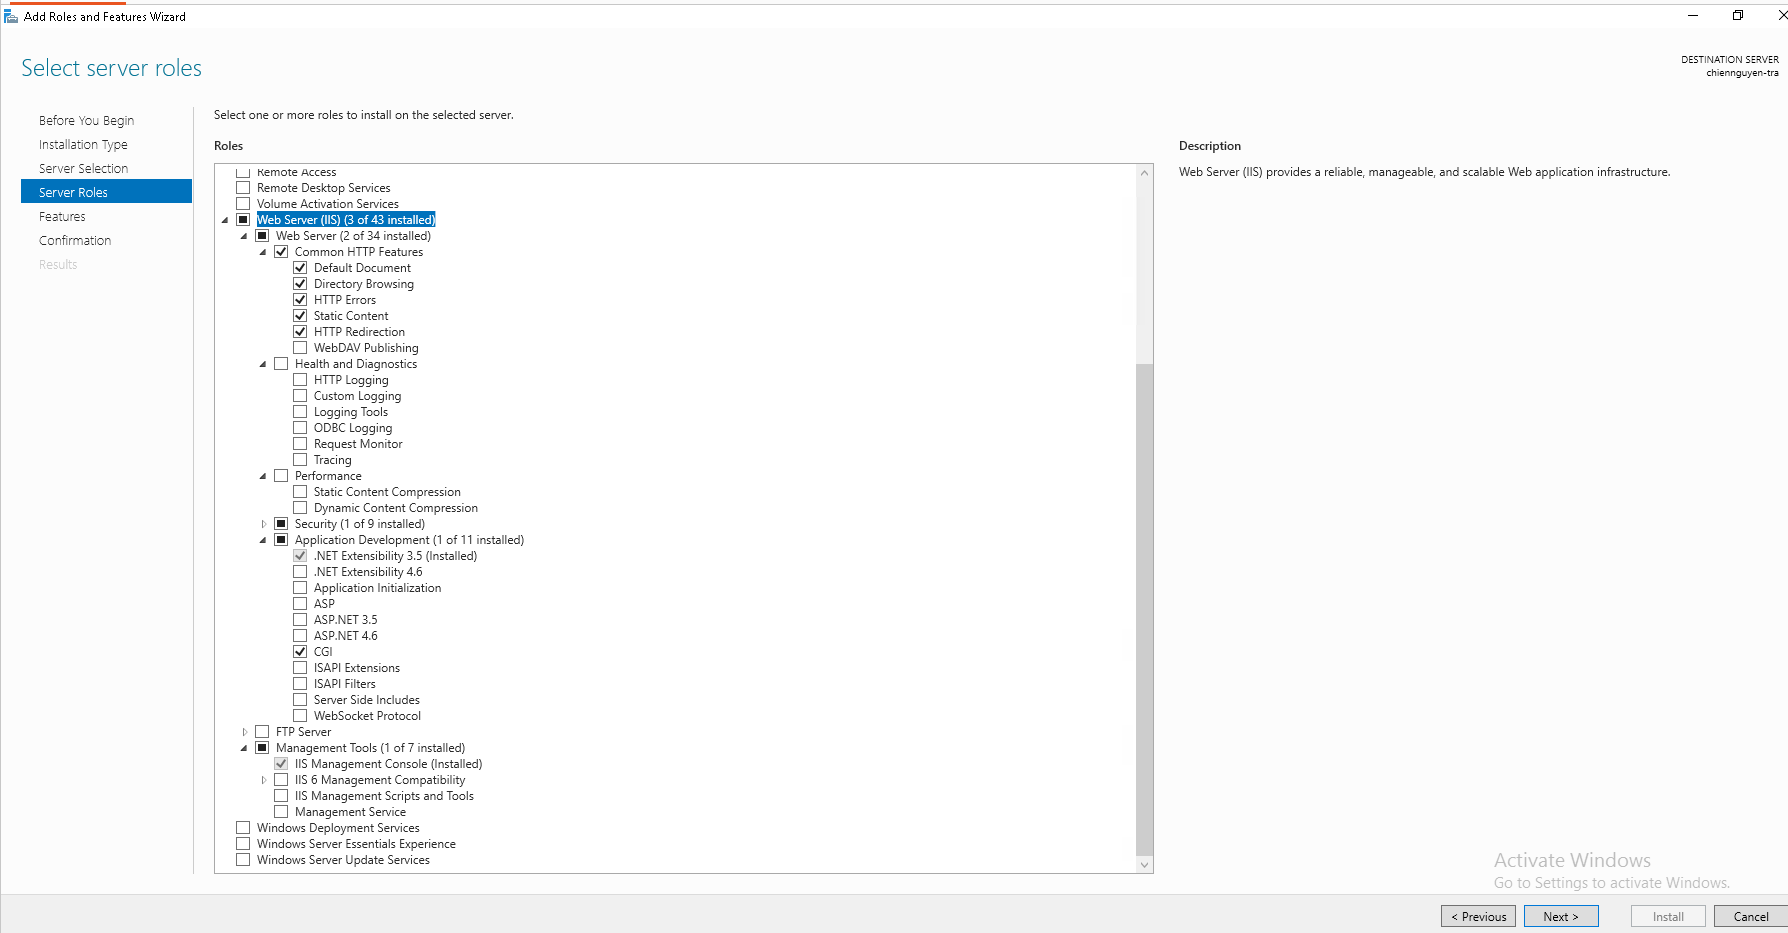 Add Roles and Features Wizard
Select server roles
DESTINATION SERVER
chiennguyen-tra
Before You Begin
Installation Type
Server Selection
Server Roles
Features
Confirmation
Results
Select one or more roles to install on the selected server.
Roles
Remote Access
Remote Desktop Services
Volume Activation Services
Web Server (IIS) (3 of 43 installed)
Web Server (2 of 34 installed)
Common HTTP Features
Default Document
Directory Browsing
HTTP Errors
Static Content
HTTP Redirection
WebDAV Publishing
Health and Diagnostics
HTTP Logging
Custom Logging
Logging Tools
ODBC Logging
Request Monitor
Tracing
Performance
Static Content Compression
Dynamic Content Compression
Security (1 of 9 installed)
Application Development (1 of 11 installed)
.NET Extensibility 3.5 (Installed)
.NET Extensibility 4.6
Application Initialization
ASP
ASP.NET 3.5
ASP.NET 4.6
CGI
ISAPI Extensions
ISAPI Filters
Server Side Includes
WebSocket Protocol
FTP Server
Management Tools (1 of 7 installed)
IIS Management Console (Installed)
IIS 6 Management Compatibility
IIS Management Scripts and Tools
Management Service
Windows Deployment Services
Windows Server Essentials Experience
Windows Server Update Services
Description
Web Server (IIS) provides a reliable, manageable, and scalable Web application infrastructure.
Activate Windows
Go to Settings to activate Windows.
< Previous
Next >
Install
Cancel